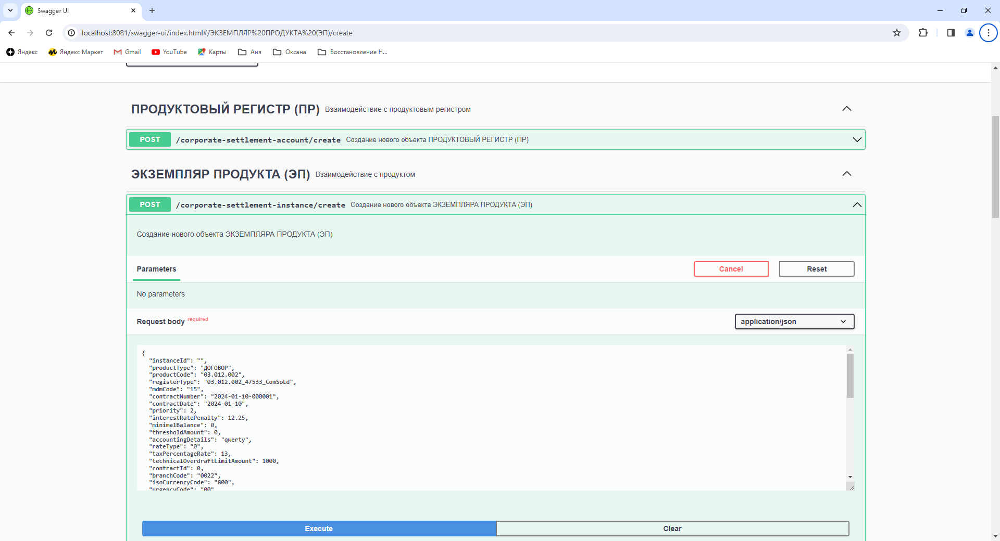 Swagger UI
localhost:8081/swagger-ui/index.html#/ЭКЗЕМПЛЯР%20ПРОДУКТА%20(ЭП)/create
Яндекс
Яндекс Маркет
Gmail
YouTube
Карты
Аня
Оксана
Восстановление Н...
ПРОДУКТОВЫЙ РЕГИСТР (ПР) Взаимодействие с продуктовым регистром
POST /corporate-settlement-account/create Создание нового объекта ПРОДУКТОВЫЙ РЕГИСТР (ПР)
ЭКЗЕМПЛЯР ПРОДУКТА (ЭП) Взаимодействие с продуктом
POST /corporate-settlement-instance/create Создание нового объекта ЭКЗЕМПЛЯРА ПРОДУКТА (ЭП)
Создание нового объекта ЭКЗЕМПЛЯРА ПРОДУКТА (ЭП)
Parameters
Cancel
Reset
No parameters
Request body required
application/json
{
"instanceId": "",
"productType": "ДОГОВОР",
"productCode": "03.012.002",
"registerType": "03.012.002_47533_ComSoLd",
"mdmCode": "15",
"contractNumber": "2024-01-10-000001",
"contractDate": "2024-01-10",
"priority": 2,
"interestRatePenalty": 12.25,
"minimalBalance": 0,
"thresholdAmount": 0,
"accountingDetails": "qwerty",
"rateType": "0",
"taxPercentageRate": 13,
"technicalOverdraftLimitAmount": 1000,
"contractId": 0,
"branchCode": "0022",
"isoCurrencyCode": "800",
"urgencyCode": "00"
Execute
Clear